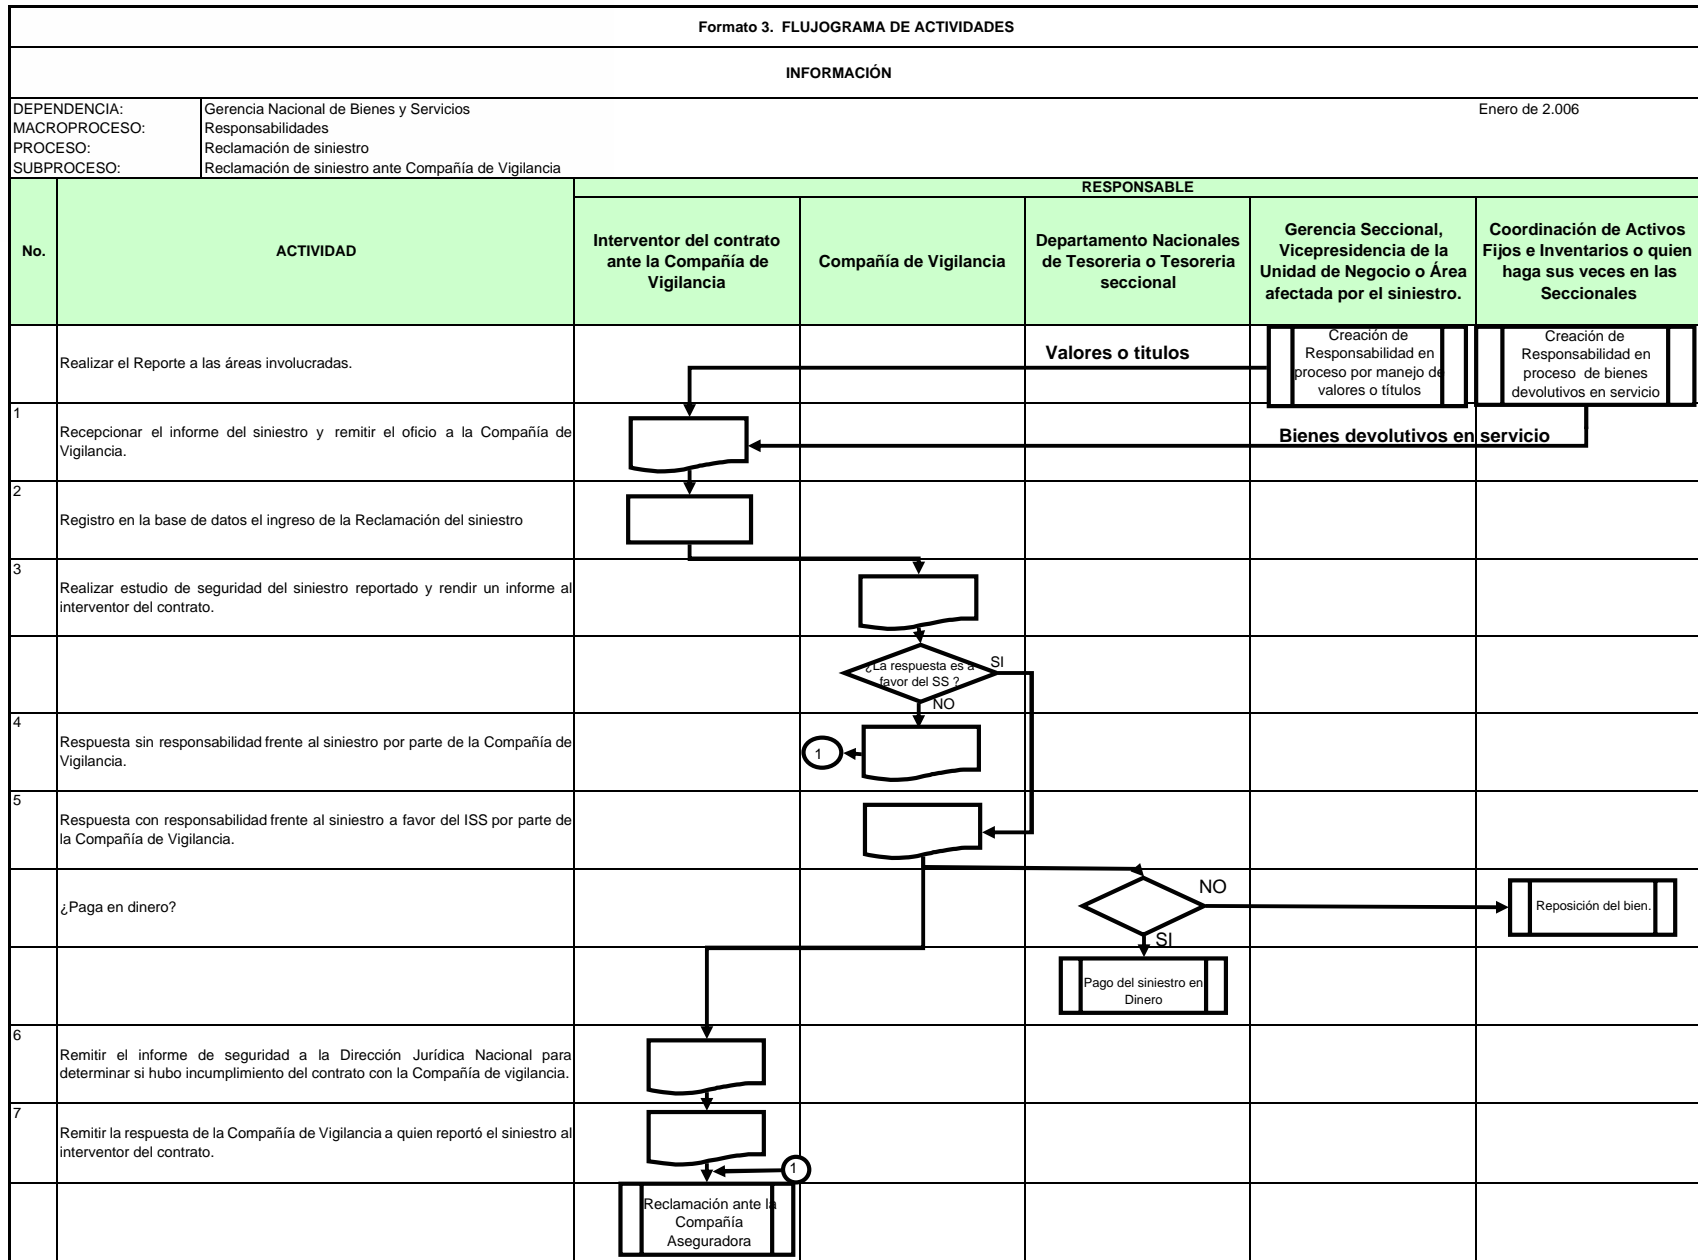 Formato 3.  FLUJOGRAMA DE ACTIVIDADES
INFORMACIÓN
DEPENDENCIA: Gerencia Nacional de Bienes y Servicios Enero de 2.006
MACROPROCESO: Responsabilidades
PROCESO: Reclamación de siniestro
SUBPROCESO: Reclamación de siniestro ante Compañía de Vigilancia
RESPONSABLE
No.
ACTIVIDAD
Interventor del contrato
ante la Compañía de
Vigilancia
Compañía de Vigilancia
Departamento Nacionales
de Tesoreria o Tesoreria
seccional
Gerencia Seccional,
Vicepresidencia de la
Unidad de Negocio o Área
afectada por el siniestro.
Coordinación de Activos
Fijos e Inventarios o quien
haga sus veces en las
Seccionales
Realizar el Reporte a las áreas involucradas.
Valores o titulos
Creación de
Responsabilidad en
proceso por manejo de
valores o títulos
Creación de
Responsabilidad en
proceso  de bienes
devolutivos en servicio
1
Recepcionar el informe del siniestro y remitir el oficio a la Compañía de
Vigilancia.
Bienes devolutivos en servicio
2
Registro en la base de datos el ingreso de la Reclamación del siniestro
3
Realizar estudio de seguridad del siniestro reportado y rendir un informe al
interventor del contrato.
¿La respuesta es a
favor del SS ?
SI
NO
4
Respuesta sin responsabilidad frente al siniestro por parte de la Compañía de
Vigilancia.
1
5
Respuesta con responsabilidad frente al siniestro a favor del ISS por parte de
la Compañía de Vigilancia.
¿Paga en dinero?
NO
Reposición del bien.
SI
Pago del siniestro en
Dinero
6
Remitir el informe de seguridad a la Dirección Jurídica Nacional para
determinar si hubo incumplimiento del contrato con la Compañía de vigilancia.
7
Remitir la respuesta de la Compañía de Vigilancia a quien reportó el siniestro al
interventor del contrato.
1
Reclamación ante la
Compañía
Aseguradora